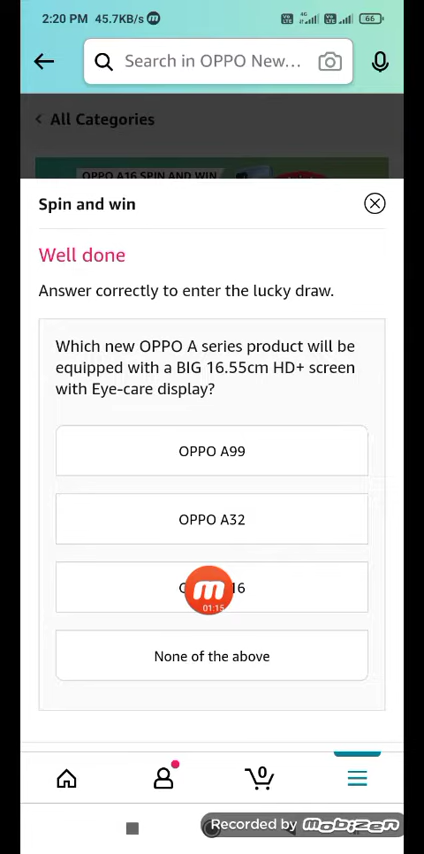 2:20 PM 45.7KB/s
66
Search in OPPO New...
All Categories
OPPO A16 SPIN AND WIN
Spin and win
Well done
Answer correctly to enter the lucky draw.
Which new OPPO A series product will be
equipped with a BIG 16.55cm HD+ screen
with Eye-care display?
OPPO A99
OPPO A32
16
01:15
None of the above
0
Recorded by mobizen